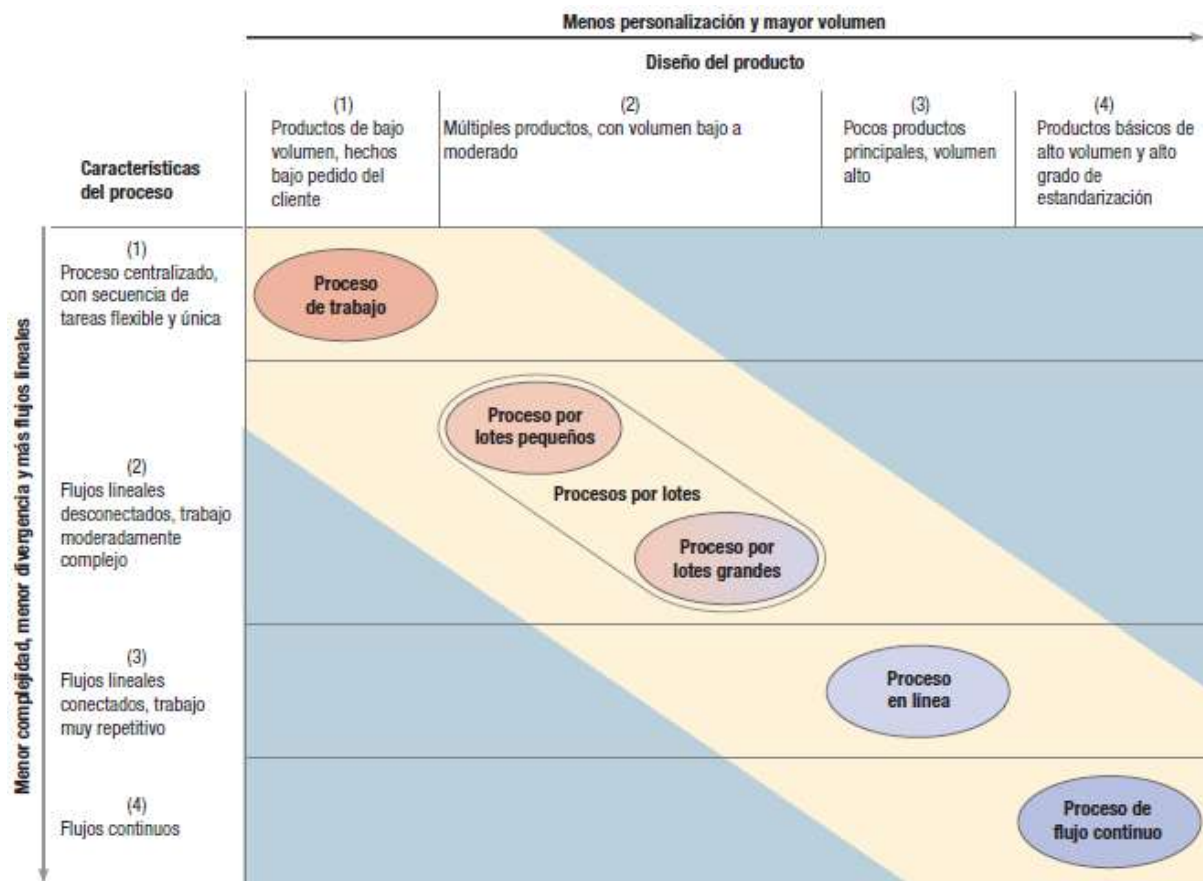 Menos personalización y mayor volumen
Diseño del producto
Características
del proceso
(1)
Productos de bajo
volumen, hechos
bajo pedido del
cliente
(2)
Múltiples productos, con volumen bajo a
moderado
(3)
Pocos productos
principales, volumen
alto
(4)
Productos básicos de
alto volumen y alto
grado de
estandarización
Menor complejidad, menor divergencia y más flujos lineales
(1)
Proceso centralizado,
con secuencia de
tareas flexible y única
Proceso
de trabajo
(2)
Flujos lineales
desconectados, trabajo
moderadamente
complejo
Proceso por
lotes pequeños
Procesos por lotes
Proceso por
lotes grandes
(3)
Flujos lineales
conectados, trabajo
muy repetitivo
Proceso
en línea
(4)
Flujos continuos
Proceso de
flujo continuo